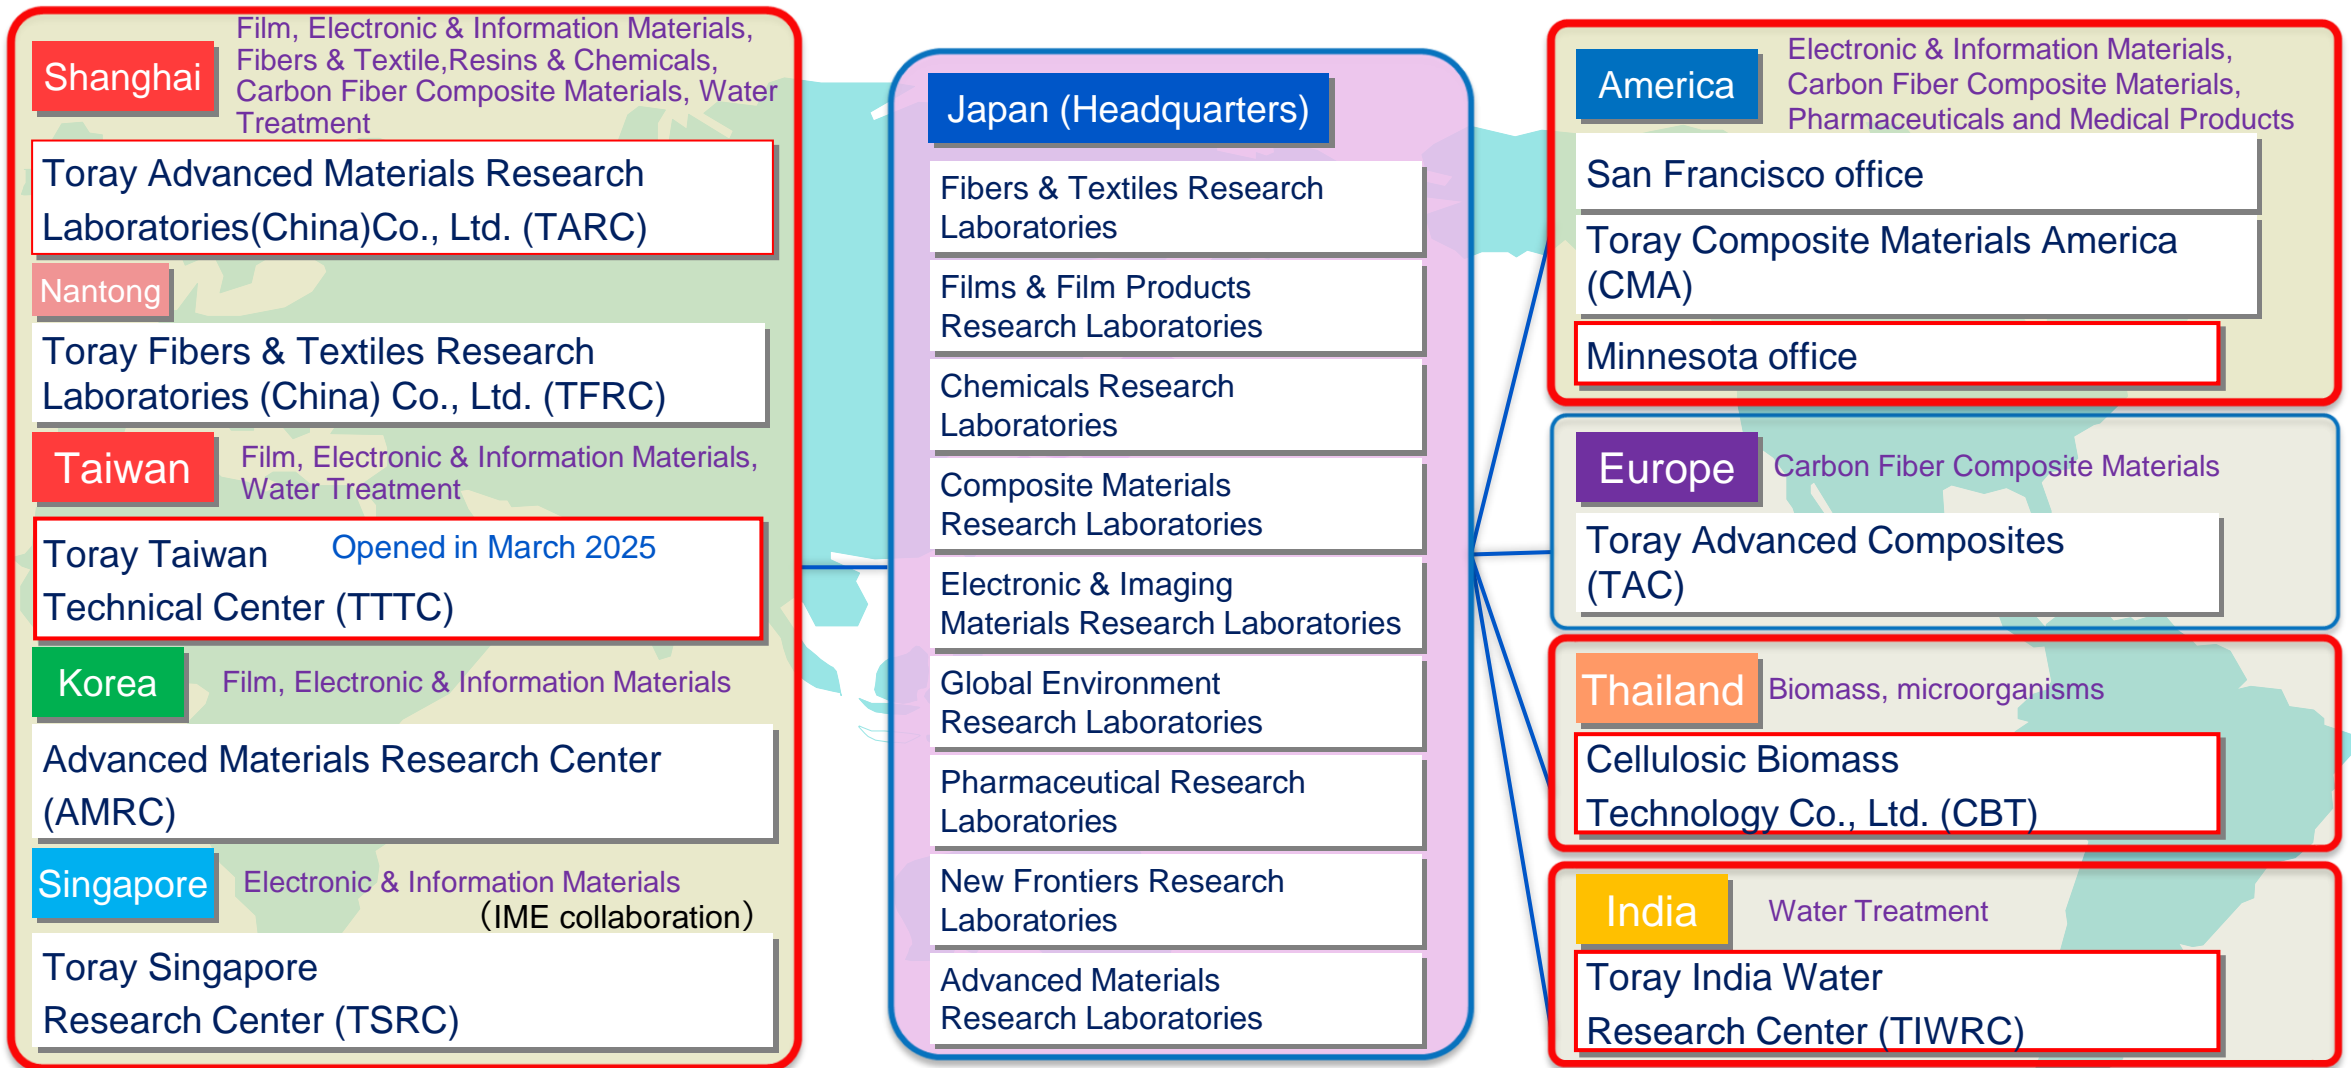 Shanghai
Film, Electronic & Information Materials,
Fibers & Textile,Resins & Chemicals,
Carbon Fiber Composite Materials, Water
Treatment
Toray Advanced Materials Research
Laboratories(China)Co., Ltd. (TARC)
Nantong
Toray Fibers & Textiles Research
Laboratories (China) Co., Ltd. (TFRC)
Taiwan
Film, Electronic & Information Materials,
Water Treatment
Toray Taiwan
Opened in March 2025
Technical Center (TTTC)
Korea
Film, Electronic & Information Materials
Advanced Materials Research Center
(AMRC)
Singapore
Electronic & Information Materials
（IME collaboration）
Toray Singapore
Research Center (TSRC)
Japan (Headquarters)
Fibers & Textiles Research
Laboratories
Films & Film Products
Research Laboratories
Chemicals Research
Laboratories
Composite Materials
Research Laboratories
Electronic & Imaging
Materials Research Laboratories
Global Environment
Research Laboratories
Pharmaceutical Research
Laboratories
New Frontiers Research
Laboratories
Advanced Materials
Research Laboratories
America
Electronic & Information Materials,
Carbon Fiber Composite Materials,
Pharmaceuticals and Medical Products
San Francisco office
Toray Composite Materials America
(CMA)
Minnesota office
Europe
Carbon Fiber Composite Materials
Toray Advanced Composites
(TAC)
Thailand
Biomass, microorganisms
Cellulosic Biomass
Technology Co., Ltd. (CBT)
India
Water Treatment
Toray India Water
Research Center (TIWRC)